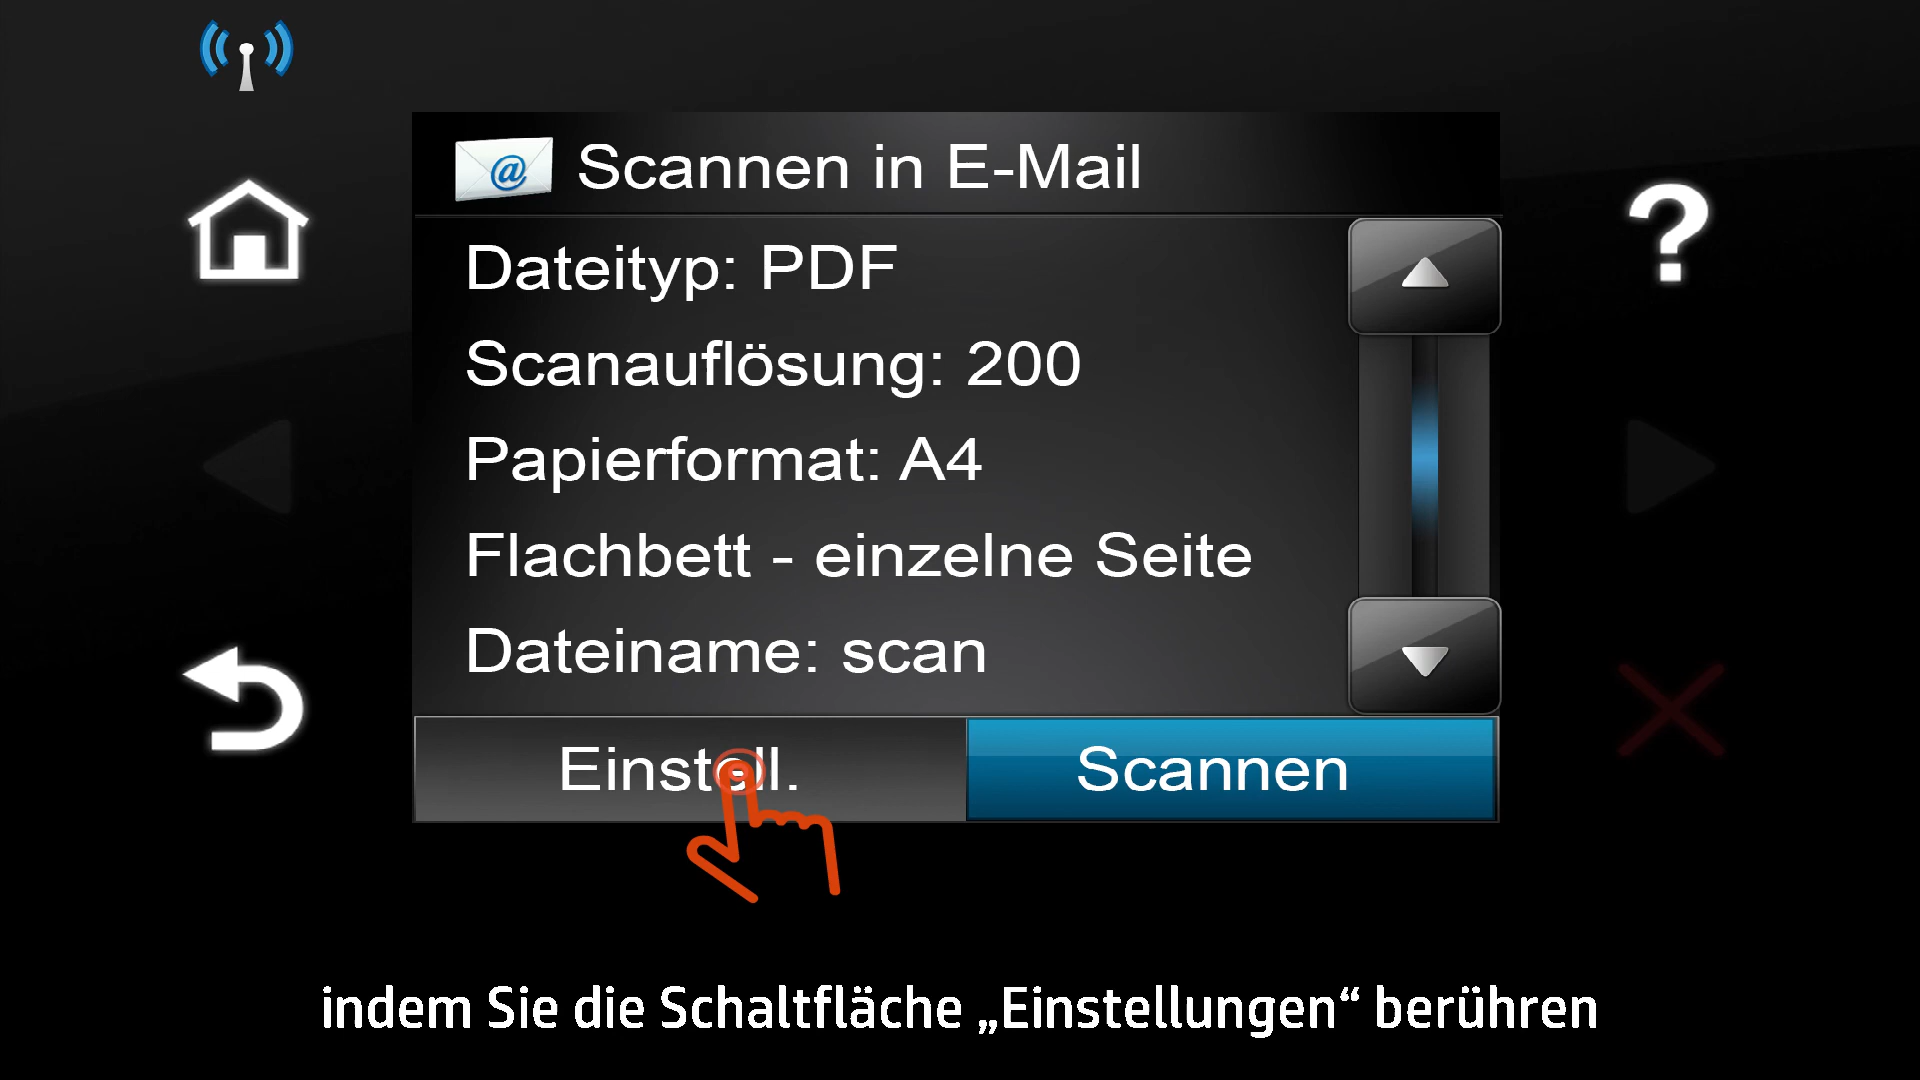 @ Scannen in E-Mail
Dateityp: PDF
Scanauflösung: 200
Papierformat: A4
Flachbett - einzelne Seite
Dateiname: scan
Einstell.
Scannen
indem Sie die Schaltfläche „Einstellungen“ berühren